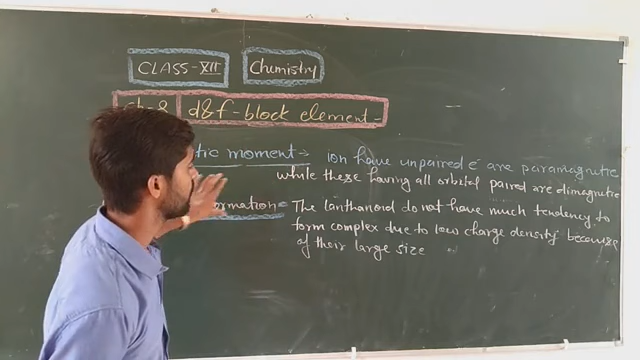 CLASS-XII
Chemistry
d&f-block element-
tic moment→ ion have unpaired e⁻ are paramagnetic
while these having all orbital paired are dimagnetic
rmation= The lanthanoid do not have much tendency to
form complex due to low charge density because
of their large size